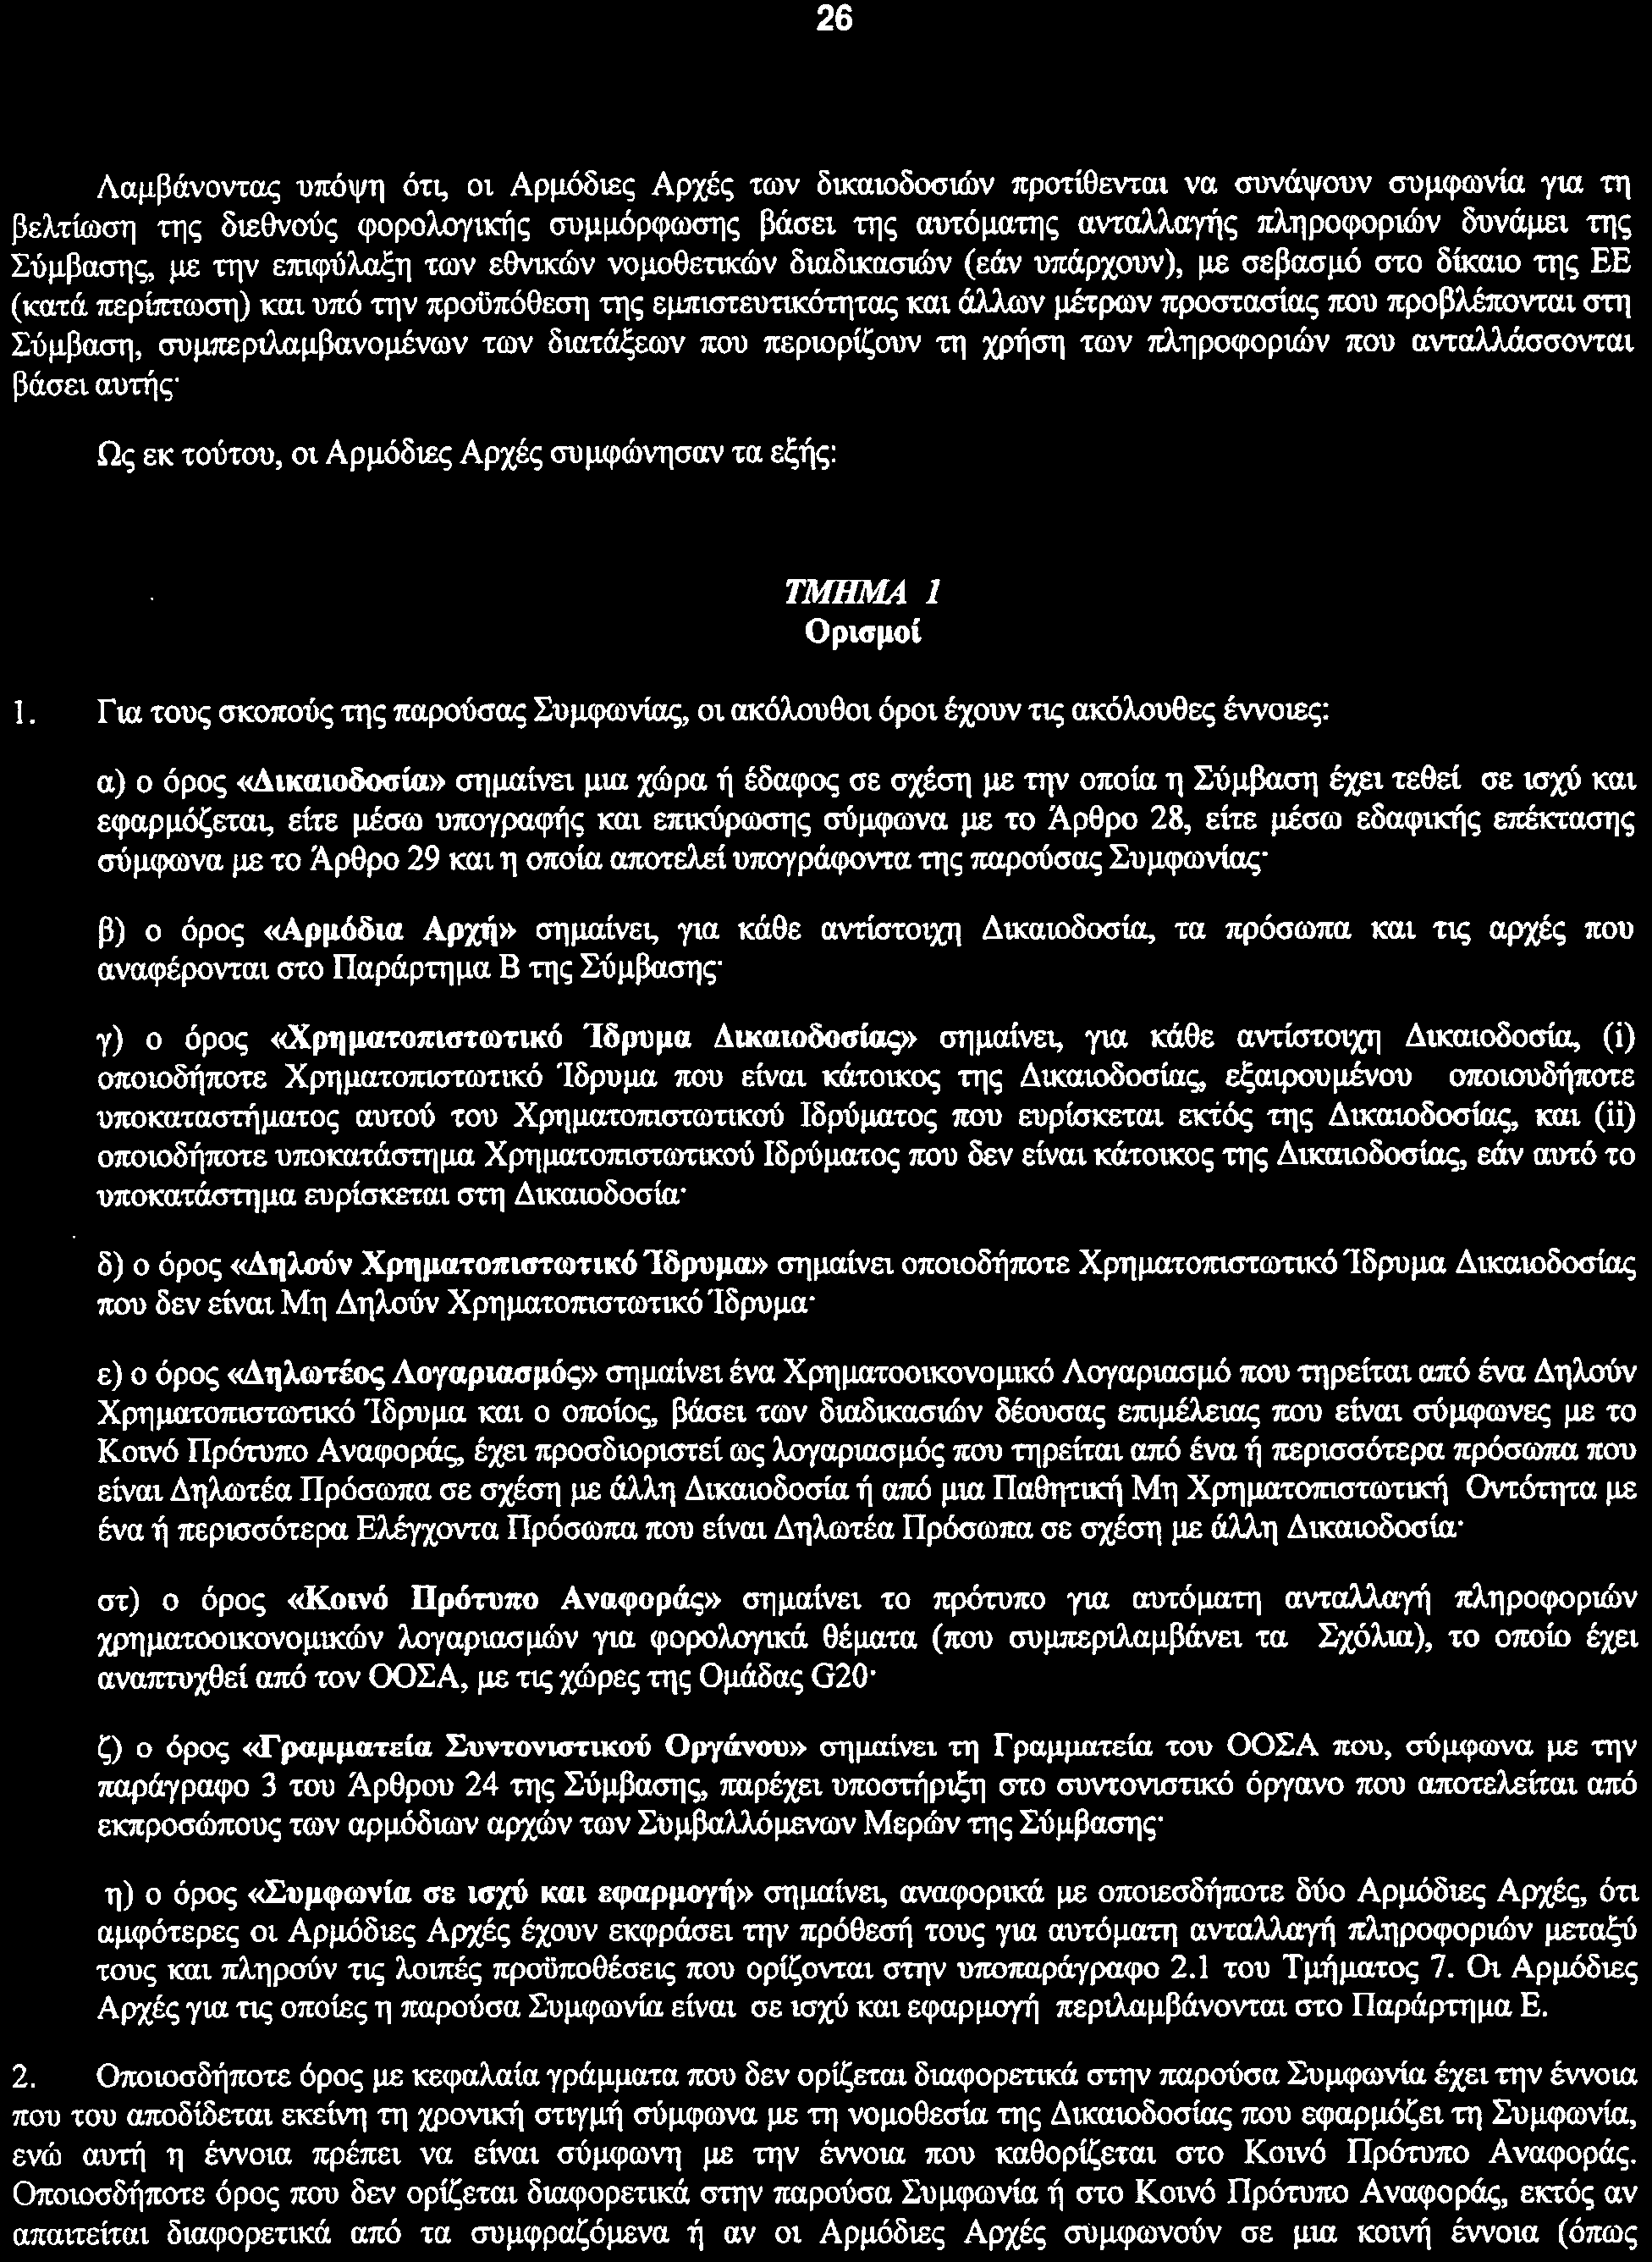 26
Λαμβάνοντας υπόψη ότι, οι Αρμόδιες Αρχές των δικαιοδοσιών προτίθενται να συνάψουν συμφωνία για τη
βελτίωση της διεθνούς φορολογικής συμμόρφωσης βάσει της αυτόματης ανταλλαγής πληροφοριών δυνάμει της
Σύμβασης, με την επιφύλαξη των εθνικών νομοθετικών διαδικασιών (εάν υπάρχουν), με σεβασμό στο δίκαιο της ΕΕ
(κατά περίπτωση) και υπό την προϋπόθεση της εμπιστευτικότητας και άλλων μέτρων προστασίας που προβλέπονται στη
Σύμβαση, συμπεριλαμβανομένων των διατάξεων που περιορίζουν τη χρήση των πληροφοριών που ανταλλάσσονται
βάσει αυτής·
Ως εκ τούτου, οι Αρμόδιες Αρχές συμφώνησαν τα εξής:
ΤΜΗΜΑ 1
Ορισμοί
1. Για τους σκοπούς της παρούσας Συμφωνίας, οι ακόλουθοι όροι έχουν τις ακόλουθες έννοιες:
α) ο όρος «Δικαιοδοσία» σημαίνει μια χώρα ή έδαφος σε σχέση με την οποία η Σύμβαση έχει τεθεί σε ισχύ και
εφαρμόζεται, είτε μέσω υπογραφής και επικύρωσης σύμφωνα με το Άρθρο 28, είτε μέσω εδαφικής επέκτασης
σύμφωνα με το Άρθρο 29 και η οποία αποτελεί υπογράφοντα της παρούσας Συμφωνίας·
β) ο όρος «Αρμόδια Αρχή» σημαίνει, για κάθε αντίστοιχη Δικαιοδοσία, τα πρόσωπα και τις αρχές που
αναφέρονται στο Παράρτημα Β της Σύμβασης·
γ) ο όρος «Χρηματοπιστωτικό Ίδρυμα Δικαιοδοσίας» σημαίνει, για κάθε αντίστοιχη Δικαιοδοσία, (i)
οποιοδήποτε Χρηματοπιστωτικό Ίδρυμα που είναι κάτοικος της Δικαιοδοσίας, εξαιρουμένου οποιουδήποτε
υποκαταστήματος αυτού του Χρηματοπιστωτικού Ιδρύματος που ευρίσκεται εκτός της Δικαιοδοσίας, και (ii)
οποιοδήποτε υποκατάστημα Χρηματοπιστωτικού Ιδρύματος που δεν είναι κάτοικος της Δικαιοδοσίας, εάν αυτό το
υποκατάστημα ευρίσκεται στη Δικαιοδοσία·
δ) ο όρος «Δηλούν Χρηματοπιστωτικό Ίδρυμα» σημαίνει οποιοδήποτε Χρηματοπιστωτικό Ίδρυμα Δικαιοδοσίας
που δεν είναι Μη Δηλούν Χρηματοπιστωτικό Ίδρυμα·
ε) ο όρος «Δηλωτέος Λογαριασμός» σημαίνει ένα Χρηματοοικονομικό Λογαριασμό που τηρείται από ένα Δηλούν
Χρηματοπιστωτικό Ίδρυμα και ο οποίος, βάσει των διαδικασιών δέουσας επιμέλειας που είναι σύμφωνες με το
Κοινό Πρότυπο Αναφοράς, έχει προσδιοριστεί ως λογαριασμός που τηρείται από ένα ή περισσότερα πρόσωπα που
είναι Δηλωτέα Πρόσωπα σε σχέση με άλλη Δικαιοδοσία ή από μια Παθητική Μη Χρηματοπιστωτική Οντότητα με
ένα ή περισσότερα Ελέγχοντα Πρόσωπα που είναι Δηλωτέα Πρόσωπα σε σχέση με άλλη Δικαιοδοσία·
στ) ο όρος «Κοινό Πρότυπο Αναφοράς» σημαίνει το πρότυπο για αυτόματη ανταλλαγή πληροφοριών
χρηματοοικονομικών λογαριασμών για φορολογικά θέματα (που συμπεριλαμβάνει τα Σχόλια), το οποίο έχει
αναπτυχθεί από τον ΟΟΣΑ, με τις χώρες της Ομάδας G20·
ζ) ο όρος «Γραμματεία Συντονιστικού Οργάνου» σημαίνει τη Γραμματεία του ΟΟΣΑ που, σύμφωνα με την
παράγραφο 3 του Άρθρου 24 της Σύμβασης, παρέχει υποστήριξη στο συντονιστικό όργανο που αποτελείται από
εκπροσώπους των αρμόδιων αρχών των Συμβαλλόμενων Μερών της Σύμβασης·
η) ο όρος «Συμφωνία σε ισχύ και εφαρμογή» σημαίνει, αναφορικά με οποιεσδήποτε δύο Αρμόδιες Αρχές, ότι
αμφότερες οι Αρμόδιες Αρχές έχουν εκφράσει την πρόθεσή τους για αυτόματη ανταλλαγή πληροφοριών μεταξύ
τους και πληρούν τις λοιπές προϋποθέσεις που ορίζονται στην υποπαράγραφο 2.1 του Τμήματος 7. Οι Αρμόδιες
Αρχές για τις οποίες η παρούσα Συμφωνία είναι σε ισχύ και εφαρμογή περιλαμβάνονται στο Παράρτημα Ε.
2. Οποιοσδήποτε όρος με κεφαλαία γράμματα που δεν ορίζεται διαφορετικά στην παρούσα Συμφωνία έχει την έννοια
που του αποδίδεται εκείνη τη χρονική στιγμή σύμφωνα με τη νομοθεσία της Δικαιοδοσίας που εφαρμόζει τη Συμφωνία,
ενώ αυτή η έννοια πρέπει να είναι σύμφωνη με την έννοια που καθορίζεται στο Κοινό Πρότυπο Αναφοράς.
Οποιοσδήποτε όρος που δεν ορίζεται διαφορετικά στην παρούσα Συμφωνία ή στο Κοινό Πρότυπο Αναφοράς, εκτός αν
απαιτείται διαφορετικά από τα συμφραζόμενα ή αν οι Αρμόδιες Αρχές συμφωνούν σε μια κοινή έννοια (όπως